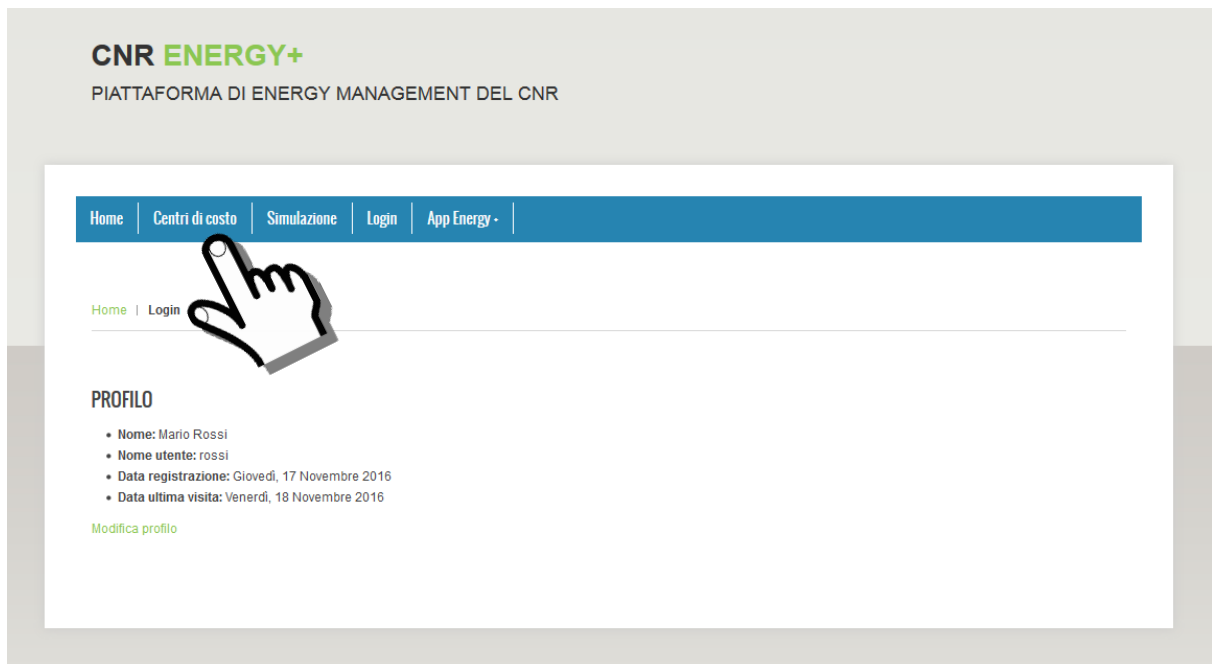 CNR ENERGY+
PIATTAFORMA DI ENERGY MANAGEMENT DEL CNR
Home Centri di costo Simulazione Login App Energy
Home | Login
PROFILO
• Nome: Mario Rossi
• Nome utente: rossi
• Data registrazione: Giovedì, 17 Novembre 2016
• Data ultima visita: Venerdì, 18 Novembre 2016
Modifica profilo